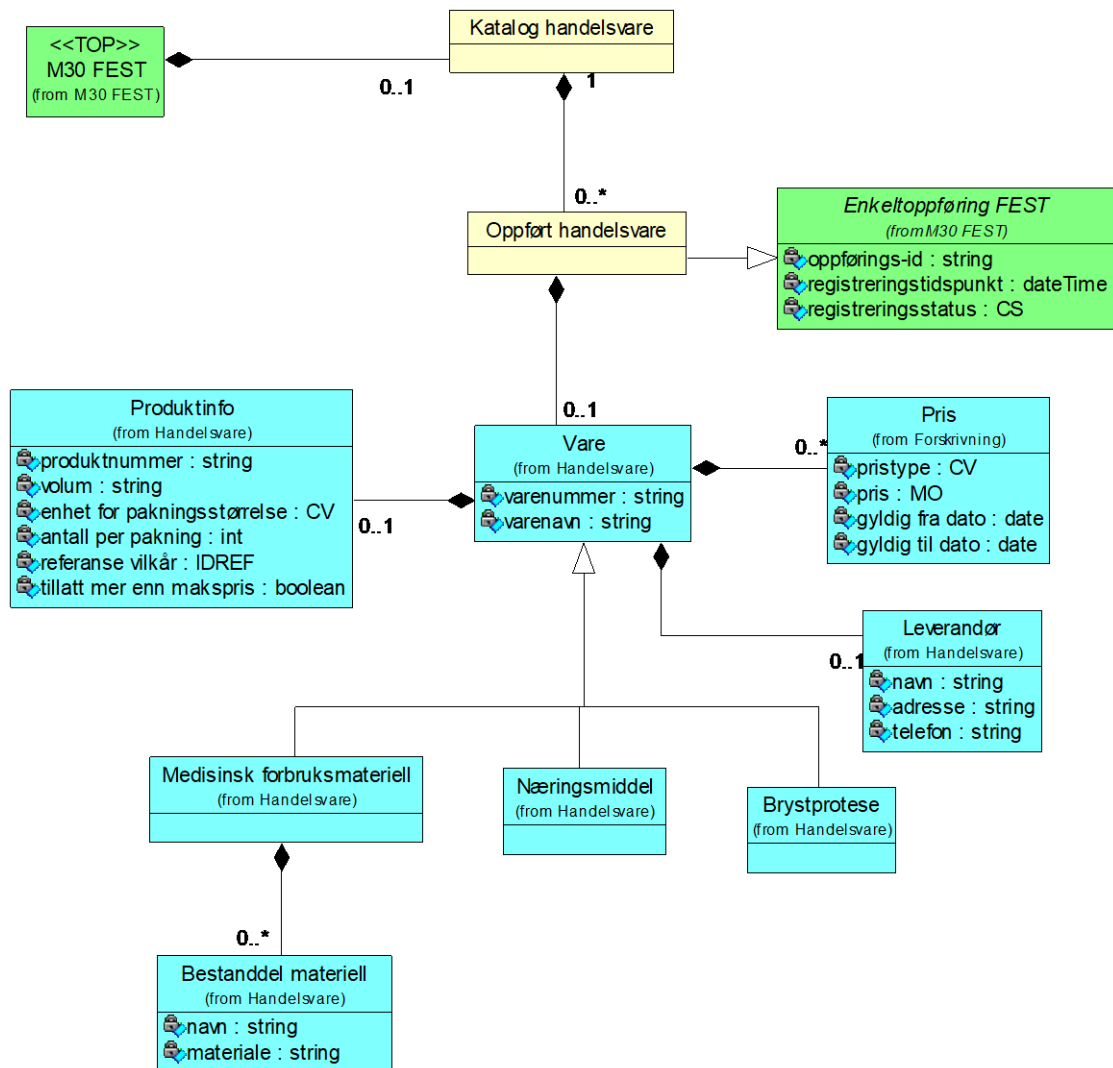 <<TOP>>
M30 FEST
(from M30 FEST)
0..1
Katalog handelsvare
1
0..*
Oppført handelsvare
Enkeltoppføring FEST
(from M30 FEST)
oppførings-id : string
registreringstidspunkt : dateTime
registreringsstatus : CS
0..1
Produktinfo
(from Handelsvare)
produktnummer : string
volum : string
enhet for pakningsstørrelse : CV
antall per pakning : int
referanse vilkår : IDREF
tillatt mer enn makspris : boolean
0..1
Vare
(from Handelsvare)
varenummer : string
varenavn : string
0..*
Pris
(from Forskrivning)
pristype : CV
pris : MO
gyldig fra dato : date
gyldig til dato : date
0..1
Leverandør
(from Handelsvare)
navn : string
adresse : string
telefon : string
Medisinsk forbruksmateriell
(from Handelsvare)
Næringsmiddel
(from Handelsvare)
Brystprotese
(from Handelsvare)
0..*
Bestanddel materiell
(from Handelsvare)
navn : string
materiale : string